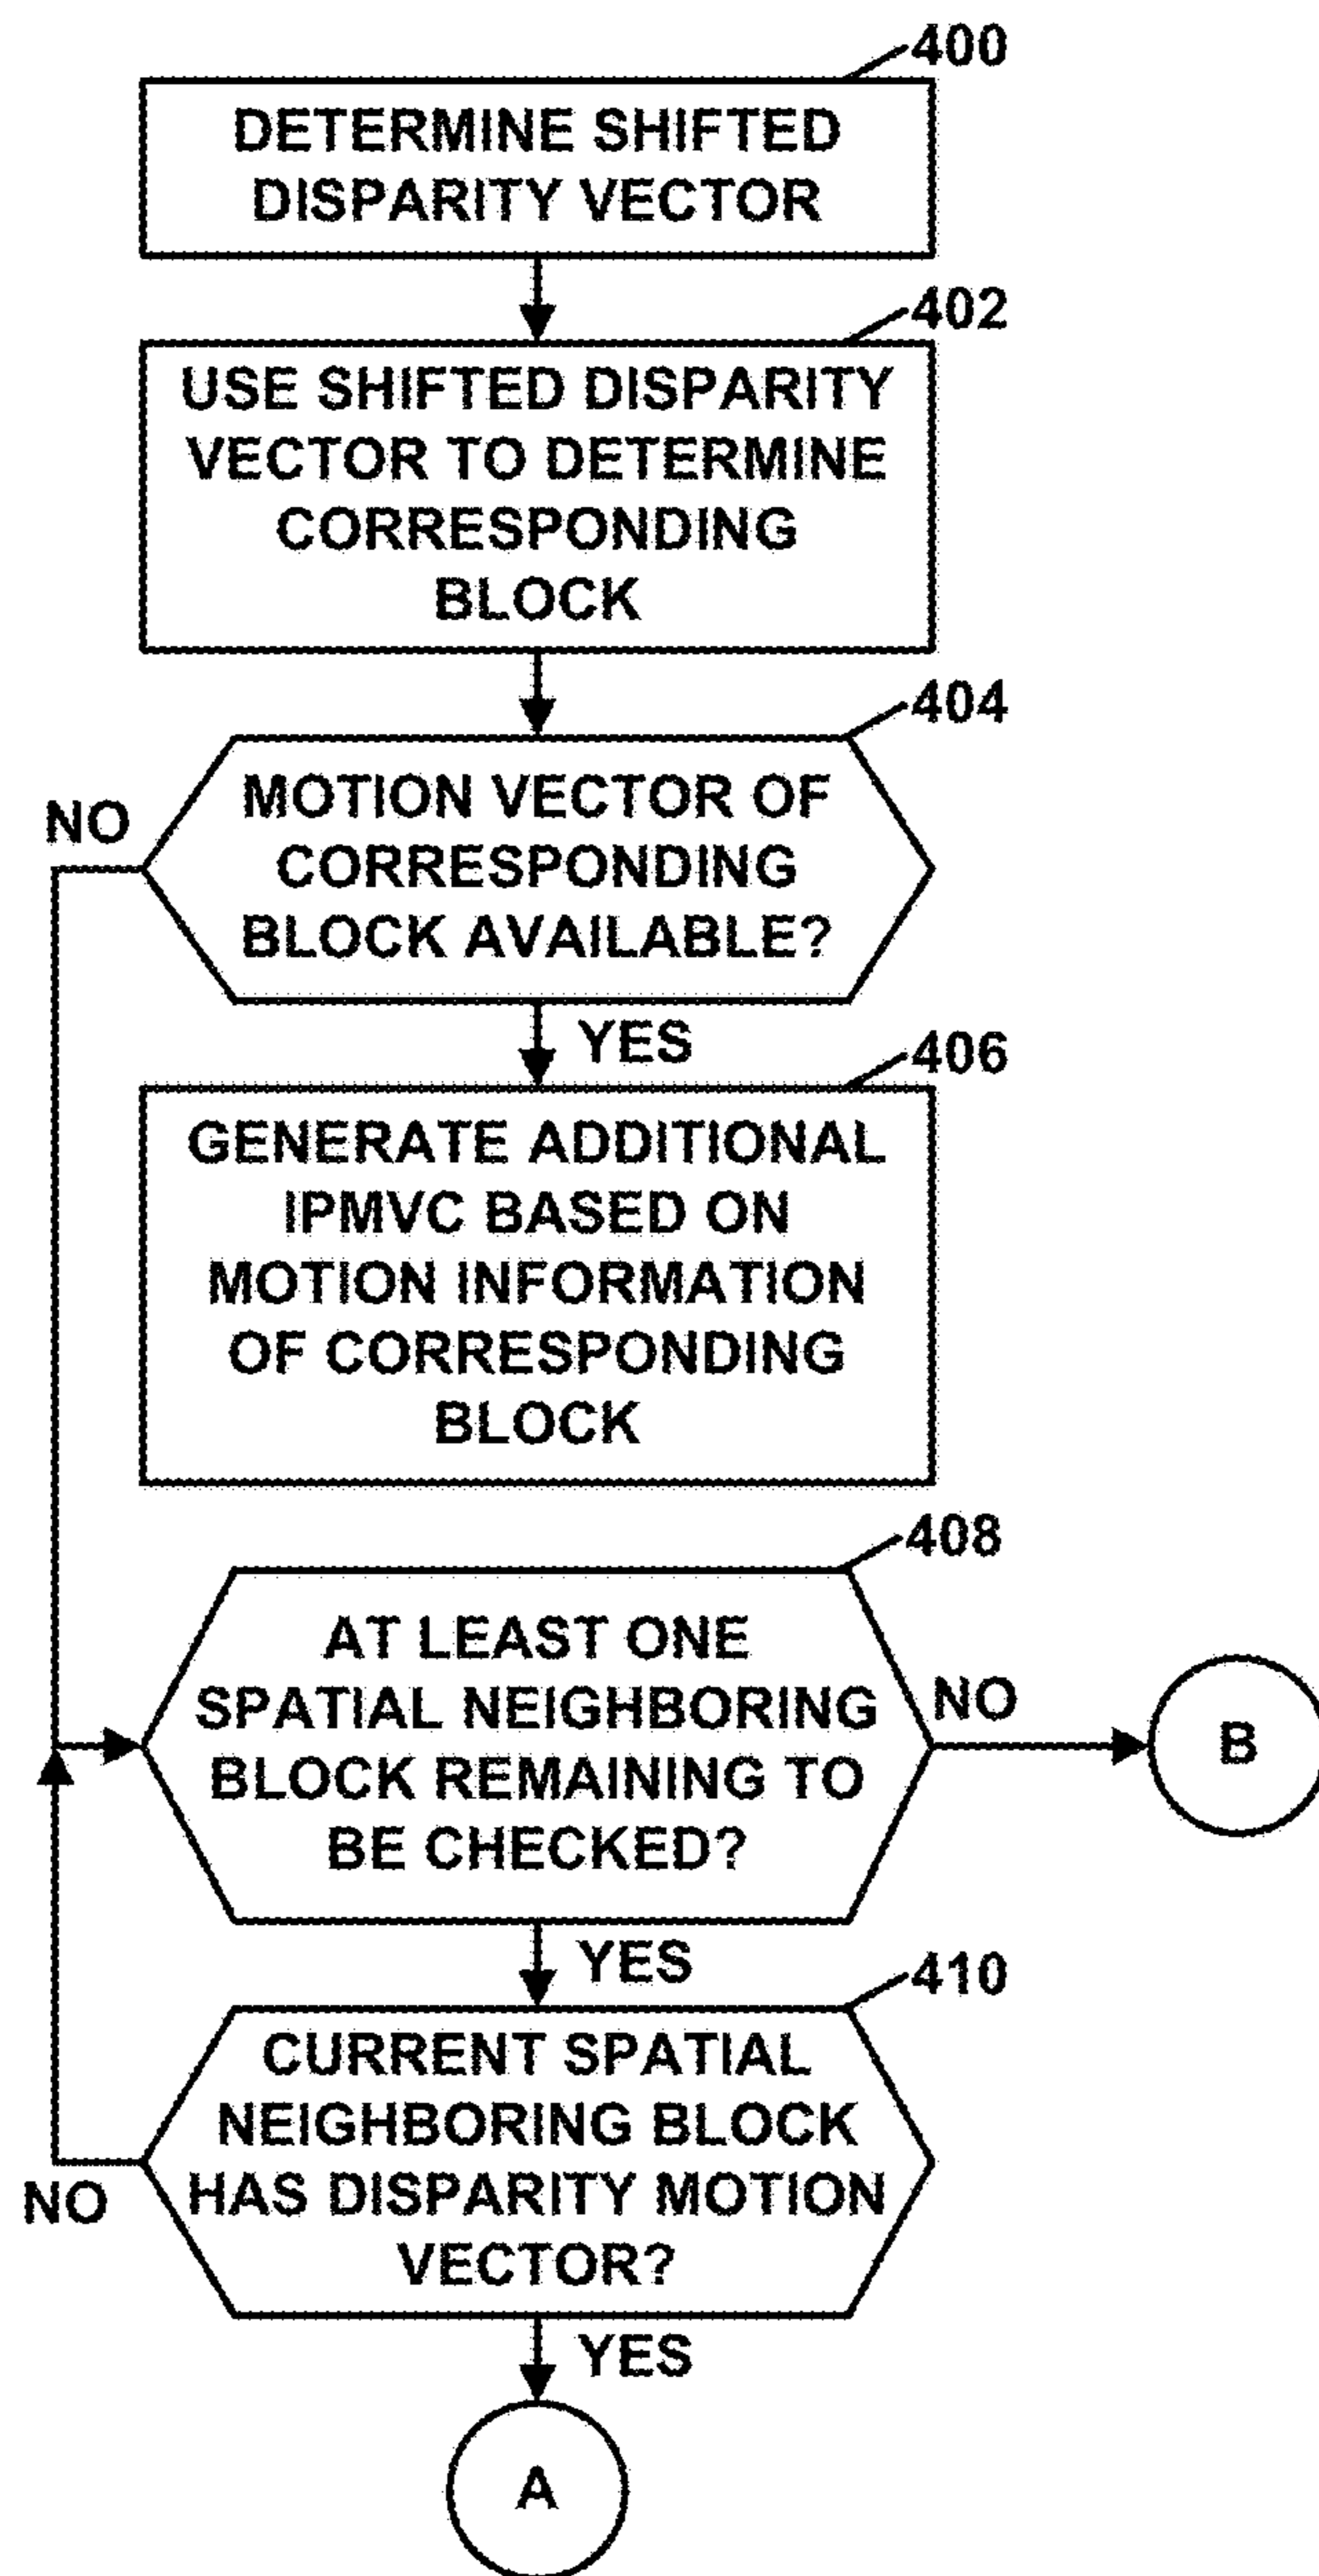 400
DETERMINE SHIFTED
DISPARITY VECTOR
402
USE SHIFTED DISPARITY
VECTOR TO DETERMINE
CORRESPONDING
BLOCK
404
NO
MOTION VECTOR OF
CORRESPONDING
BLOCK AVAILABLE?
YES
406
GENERATE ADDITIONAL
IPMVC BASED ON
MOTION INFORMATION
OF CORRESPONDING
BLOCK
408
AT LEAST ONE
SPATIAL NEIGHBORING
BLOCK REMAINING TO
BE CHECKED?
NO
B
YES
410
CURRENT SPATIAL
NEIGHBORING BLOCK
HAS DISPARITY MOTION
VECTOR?
NO
YES
A